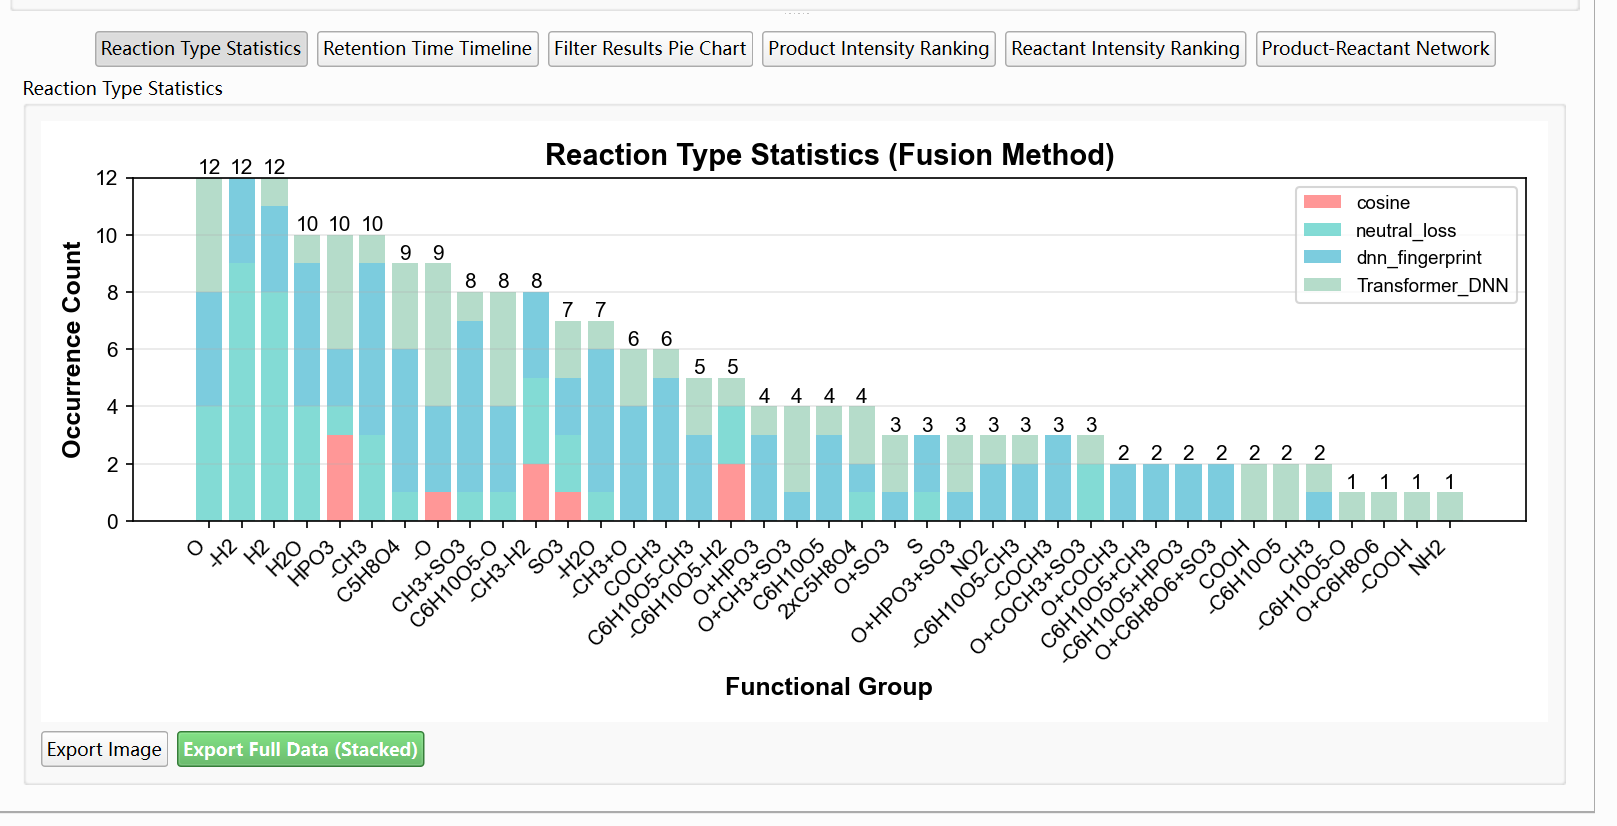 Reaction Type Statistics Retention Time Timeline Filter Results Pie Chart Product Intensity Ranking Reactant Intensity Ranking Product-Reactant Network
Reaction Type Statistics
Reaction Type Statistics (Fusion Method)
12 12 12 10 10 10 9 9 8 8 8 7 7 6 6 5 5 4 4 4 4 3 3 3 3 3 3 3 2 2 2 2 2 2 2 1 1 1 1
cosine
neutral_loss
dnn_fingerprint
Transformer_DNN
Occurrence Count
12
10
8
6
4
2
0
O
-H2
H2
H2O
HPO3
-CH3
C5H8O4
-O
CH3+SO3
C6H10O5-O
-CH3-H2
SO3
-H2O
-CH3+O
COCH3
C6H10O5-CH3
-C6H10O5-H2
O+HPO3
O+CH3+SO3
C6H10O5
2xC5H8O4
O+SO3
S
O+HPO3+SO3
NO2
-C6H10O5-CH3
-COCH3
O+COCH3+SO3
O+COCH3
C6H10O5+CH3
-C6H10O5+HPO3
O+C6H8O6+SO3
COOH
-C6H10O5
CH3
-C6H10O5-O
O+C6H8O6
-COOH
NH2
Functional Group
Export Image Export Full Data (Stacked)